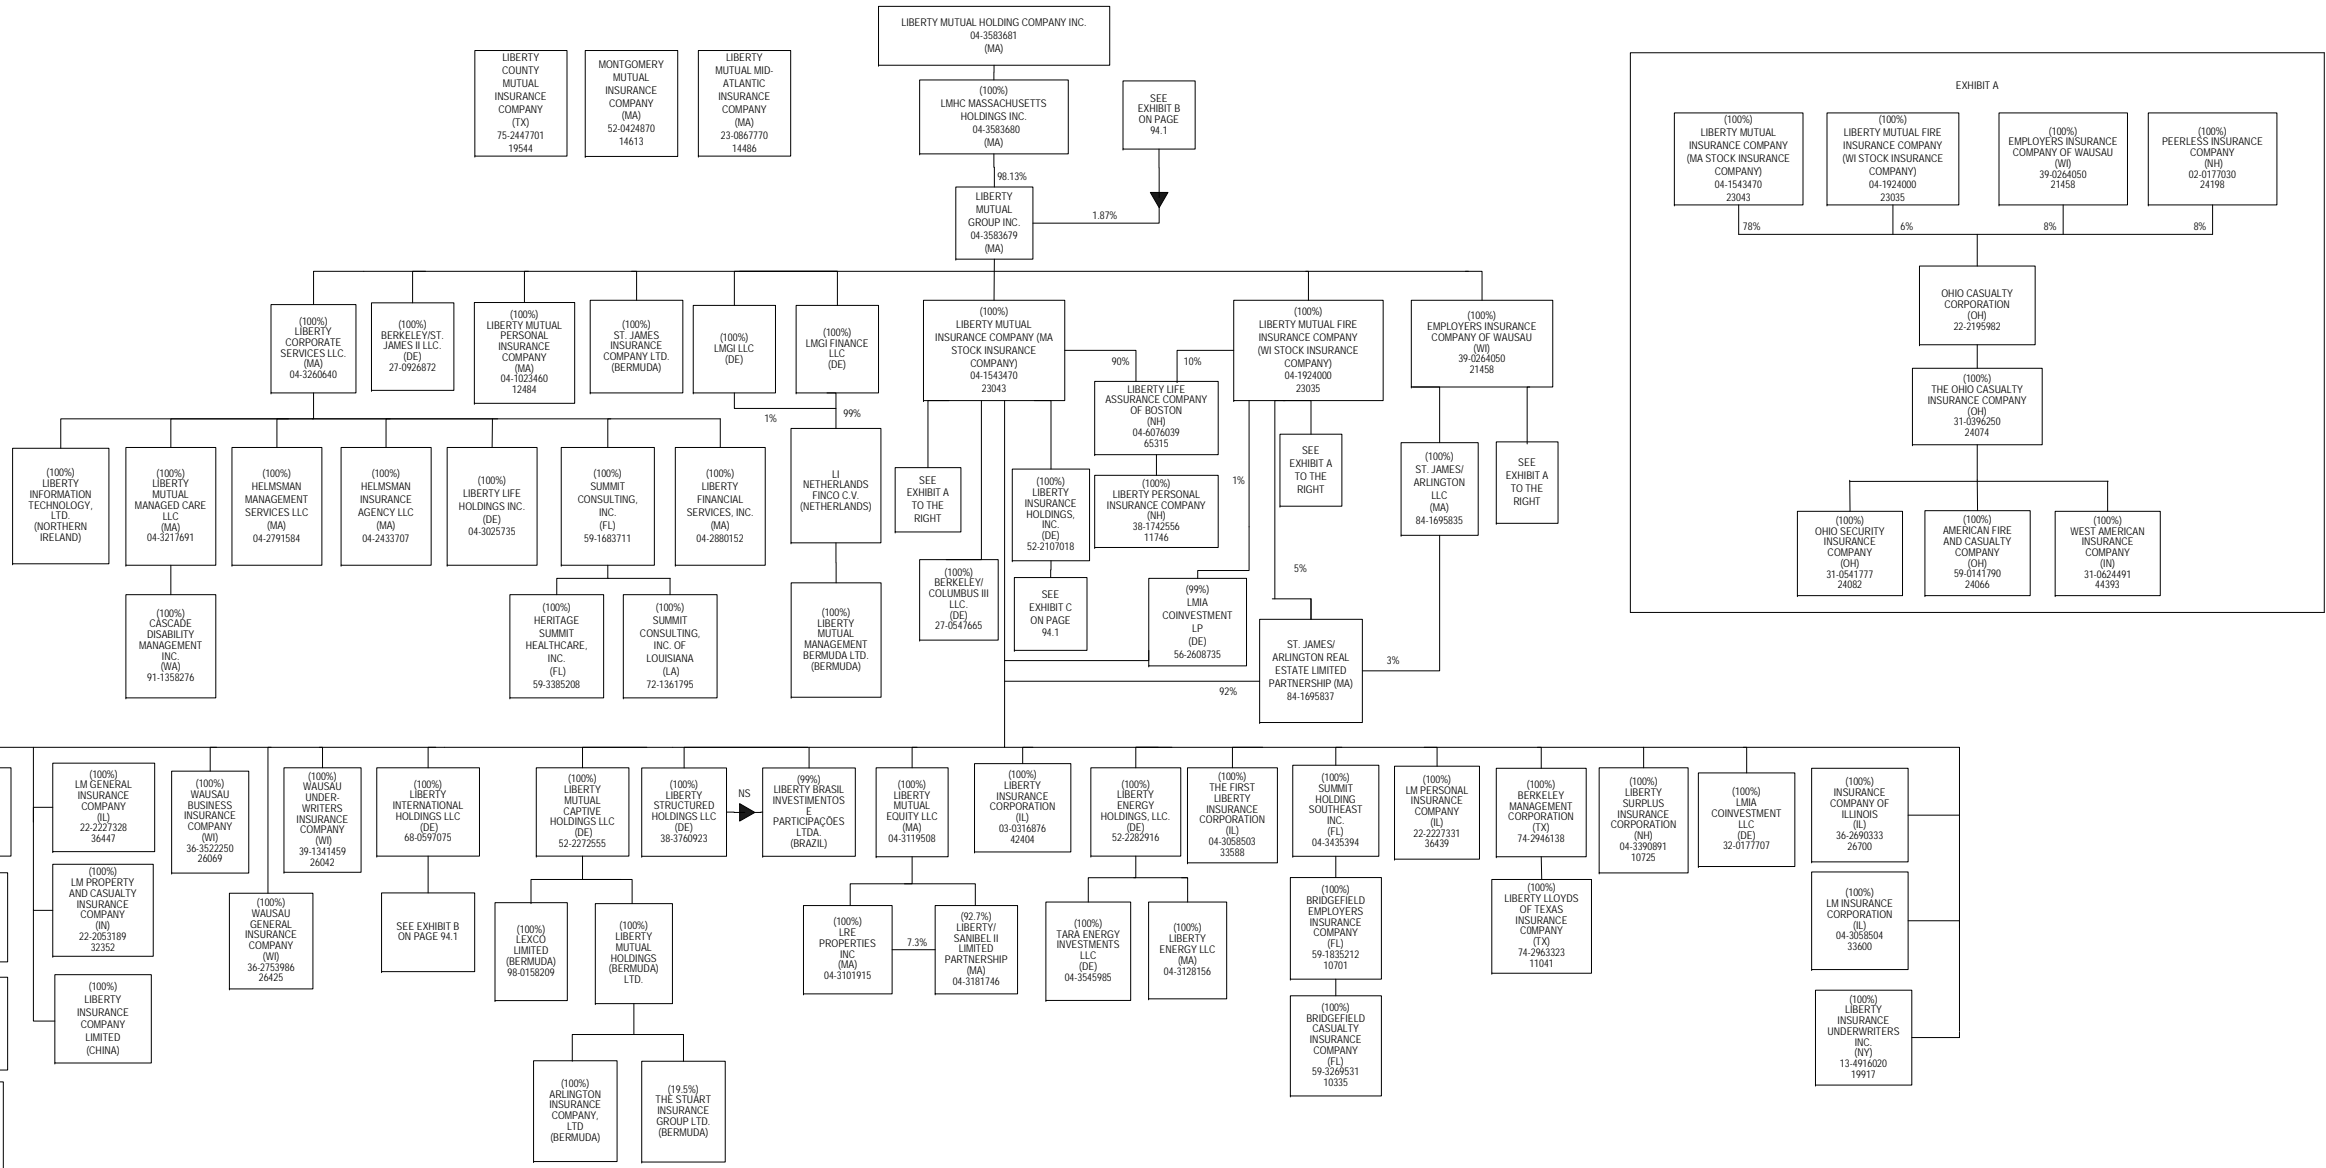 LIBERTY MUTUAL HOLDING COMPANY INC.
04-3583681
(MA)
LIBERTY
COUNTY
MUTUAL
INSURANCE
COMPANY
(TX)
75-2447701
19544
MONTGOMERY
MUTUAL
INSURANCE
COMPANY
(MA)
52-0424870
14613
LIBERTY
MUTUAL MID-
ATLANTIC
INSURANCE
COMPANY
(MA)
23-0867770
14486
(100%)
LMHC MASSACHUSETTS
HOLDINGS INC.
04-3583680
(MA)
SEE
EXHIBIT B
ON PAGE
94.1
98.13%
LIBERTY
MUTUAL
GROUP INC.
04-3583679
(MA)
1.87%
EXHIBIT A
(100%)
LIBERTY MUTUAL
INSURANCE COMPANY
(MA STOCK INSURANCE
COMPANY)
04-1543470
23043
(100%)
LIBERTY MUTUAL FIRE
INSURANCE COMPANY
(WI STOCK INSURANCE
COMPANY)
04-1924000
23035
(100%)
EMPLOYERS INSURANCE
COMPANY OF WAUSAU
(WI)
39-0264050
21458
(100%)
PEERLESS INSURANCE
COMPANY
(NH)
02-0177030
24198
78%
6%
8%
8%
OHIO CASUALTY
CORPORATION
(OH)
22-2195982
(100%)
THE OHIO CASUALTY
INSURANCE COMPANY
(OH)
31-0396250
24074
(100%)
OHIO SECURITY
INSURANCE
COMPANY
(OH)
31-0541777
24082
(100%)
AMERICAN FIRE
AND CASUALTY
COMPANY
(OH)
59-0141790
24066
(100%)
WEST AMERICAN
INSURANCE
COMPANY
(IN)
31-0624491
44393
(100%)
LIBERTY
CORPORATE
SERVICES LLC.
(MA)
04-3260640
(100%)
BERKELEY/ST.
JAMES II LLC.
(DE)
27-0926872
(100%)
LIBERTY MUTUAL
PERSONAL
INSURANCE
COMPANY
(MA)
04-1023460
12484
(100%)
ST. JAMES
INSURANCE
COMPANY LTD.
(BERMUDA)
(100%)
LMGI LLC
(DE)
(100%)
LMGI FINANCE
LLC
(DE)
(100%)
LIBERTY MUTUAL
INSURANCE COMPANY (MA
STOCK INSURANCE
COMPANY)
04-1543470
23043
(100%)
LIBERTY MUTUAL FIRE
INSURANCE COMPANY
(WI STOCK INSURANCE
COMPANY)
04-1924000
23035
(100%)
EMPLOYERS INSURANCE
COMPANY OF WAUSAU
(WI)
39-0264050
21458
90%
10%
LIBERTY LIFE
ASSURANCE COMPANY
OF BOSTON
(NH)
04-6076039
65315
1%
99%
(100%)
LIBERTY
INFORMATION
TECHNOLOGY,
LTD.
(NORTHERN
IRELAND)
(100%)
LIBERTY
MUTUAL
MANAGED CARE
LLC
(MA)
04-3217691
(100%)
HELMSMAN
MANAGEMENT
SERVICES LLC
(MA)
04-2791584
(100%)
HELMSMAN
INSURANCE
AGENCY LLC
(MA)
04-2433707
(100%)
LIBERTY LIFE
HOLDINGS INC.
(DE)
04-3025735
(100%)
SUMMIT
CONSULTING,
INC.
(FL)
59-1683711
(100%)
LIBERTY
FINANCIAL
SERVICES, INC.
(MA)
04-2880152
LI
NETHERLANDS
FINCO C.V.
(NETHERLANDS)
SEE
EXHIBIT A
TO THE
RIGHT
(100%)
LIBERTY
INSURANCE
HOLDINGS,
INC.
(DE)
52-2107018
(100%)
LIBERTY PERSONAL
INSURANCE COMPANY
(NH)
38-1742556
11746
1%
SEE
EXHIBIT A
TO THE
RIGHT
(100%)
ST. JAMES/
ARLINGTON
LLC
(MA)
84-1695835
SEE
EXHIBIT A
TO THE
RIGHT
(100%)
CASCADE
DISABILITY
MANAGEMENT
INC.
(WA)
91-1358276
(100%)
HERITAGE
SUMMIT
HEALTHCARE,
INC.
(FL)
59-3385208
(100%)
SUMMIT
CONSULTING,
INC. OF
LOUISIANA
(LA)
72-1361795
(100%)
LIBERTY
MUTUAL
MANAGEMENT
BERMUDA LTD.
(BERMUDA)
(100%)
BERKELEY/
COLUMBUS III
LLC.
(DE)
27-0547665
SEE
EXHIBIT C
ON PAGE
94.1
(99%)
LMIA
COINVESTMENT
LP
(DE)
56-2608735
5%
ST. JAMES/
ARLINGTON REAL
ESTATE LIMITED
PARTNERSHIP (MA)
84-1695837
3%
92%
(100%)
LM GENERAL
INSURANCE
COMPANY
(IL)
22-2227328
36447
(100%)
LM PROPERTY
AND CASUALTY
INSURANCE
COMPANY
(IN)
22-2053189
32352
(100%)
LIBERTY
INSURANCE
COMPANY
LIMITED
(CHINA)
(100%)
WAUSAU
BUSINESS
INSURANCE
COMPANY
(WI)
36-3522250
26069
(100%)
WAUSAU
GENERAL
INSURANCE
COMPANY
(WI)
36-2753986
26425
(100%)
WAUSAU
UNDER-
WRITERS
INSURANCE
COMPANY
(WI)
39-1341459
26042
(100%)
LIBERTY
INTERNATIONAL
HOLDINGS LLC
(DE)
68-0597075
SEE EXHIBIT B
ON PAGE 94.1
(100%)
LIBERTY
MUTUAL
CAPTIVE
HOLDINGS LLC
(DE)
52-2272555
(100%)
LEXCO
LIMITED
(BERMUDA)
98-0158209
(100%)
LIBERTY
MUTUAL
HOLDINGS
(BERMUDA)
LTD.
(100%)
ARLINGTON
INSURANCE
COMPANY,
LTD
(BERMUDA)
(19.5%)
THE STUART
INSURANCE
GROUP LTD.
(BERMUDA)
(100%)
LIBERTY
STRUCTURED
HOLDINGS LLC
(DE)
38-3760923
NS
(99%)
LIBERTY BRASIL
INVESTIMENTOS
E
PARTICIPAÇÕES
LTDA.
(BRAZIL)
(100%)
LIBERTY
MUTUAL
EQUITY LLC
(MA)
04-3119508
(100%)
LRE
PROPERTIES
INC
(MA)
04-3101915
7.3%
(92.7%)
LIBERTY/
SANIBEL II
LIMITED
PARTNERSHIP
(MA)
04-3181746
(100%)
LIBERTY
INSURANCE
CORPORATION
(IL)
03-0316876
42404
(100%)
LIBERTY
ENERGY
HOLDINGS, LLC.
(DE)
52-2282916
(100%)
TARA ENERGY
INVESTMENTS
LLC
(DE)
04-3545985
(100%)
LIBERTY
ENERGY LLC
(MA)
04-3128156
(100%)
THE FIRST
LIBERTY
INSURANCE
CORPORATION
(IL)
04-3058503
33588
(100%)
SUMMIT
HOLDING
SOUTHEAST
INC.
(FL)
04-3435394
(100%)
BRIDGEFIELD
EMPLOYERS
INSURANCE
COMPANY
(FL)
59-1835212
10701
(100%)
BRIDGEFIELD
CASUALTY
INSURANCE
COMPANY
(FL)
59-3269531
10335
(100%)
LM PERSONAL
INSURANCE
COMPANY
(IL)
22-2227331
36439
(100%)
BERKELEY
MANAGEMENT
CORPORATION
(TX)
74-2946138
(100%)
LIBERTY LLOYDS
OF TEXAS
INSURANCE
C0MPANY
(TX)
74-2963323
11041
(100%)
LIBERTY
SURPLUS
INSURANCE
CORPORATION
(NH)
04-3390891
10725
(100%)
LMIA
COINVESTMENT
LLC
(DE)
32-0177707
(100%)
INSURANCE
COMPANY OF
ILLINOIS
(IL)
36-2690333
26700
(100%)
LM INSURANCE
CORPORATION
(IL)
04-3058504
33600
(100%)
LIBERTY
INSURANCE
UNDERWRITERS
INC.
(NY)
13-4916020
19917